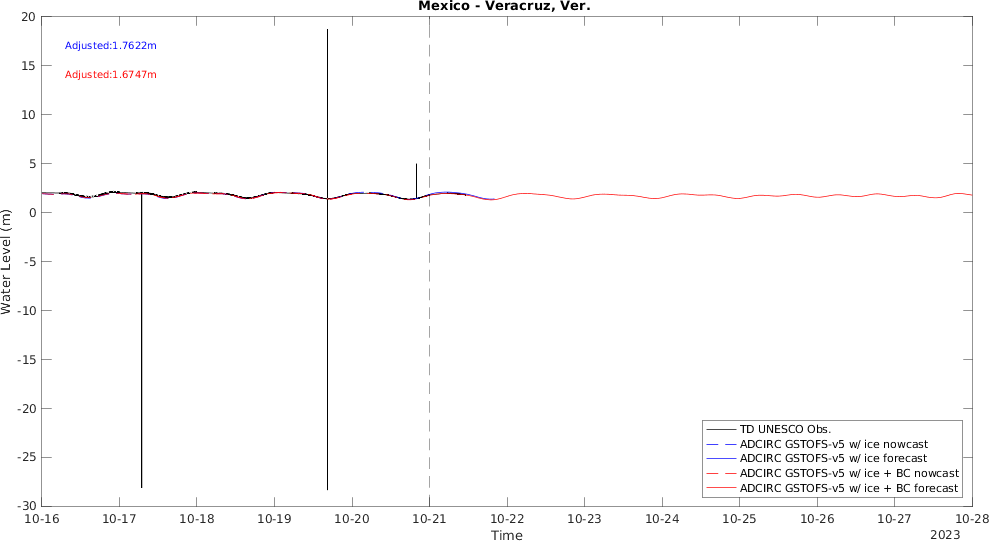 Mexico - Veracruz, Ver.
20
15
10
5
0
-5
-10
-15
-20
-25
-30
Water Level (m)
Adjusted:1.7622m
Adjusted:1.6747m
TD UNESCO Obs.
ADCIRC GSTOFS-v5 w/ ice nowcast
ADCIRC GSTOFS-v5 w/ ice forecast
ADCIRC GSTOFS-v5 w/ ice + BC nowcast
ADCIRC GSTOFS-v5 w/ ice + BC forecast
10-16 10-17 10-18 10-19 10-20 10-21 10-22 10-23 10-24 10-25 10-26 10-27 10-28
Time
2023